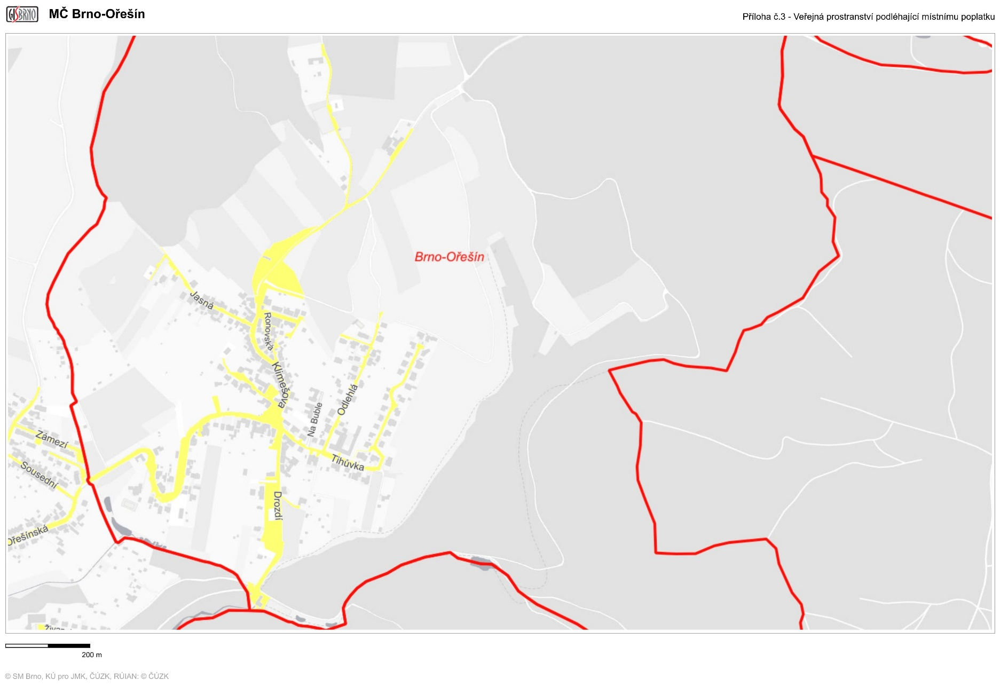 GISBRNO
MČ Brno-Ořešín
Příloha č.3 - Veřejná prostranství podléhající místnímu poplatku
Brno-Ořešín
Jasná
Ronovská
Klimešova
Odlehlá
Na Buble
Zámezí
Tihůvka
Sousední
Drozdí
Ořešínská
200 m
© SM Brno, KÚ pro JMK, ČÚZK, RÚIAN: © ČÚZK